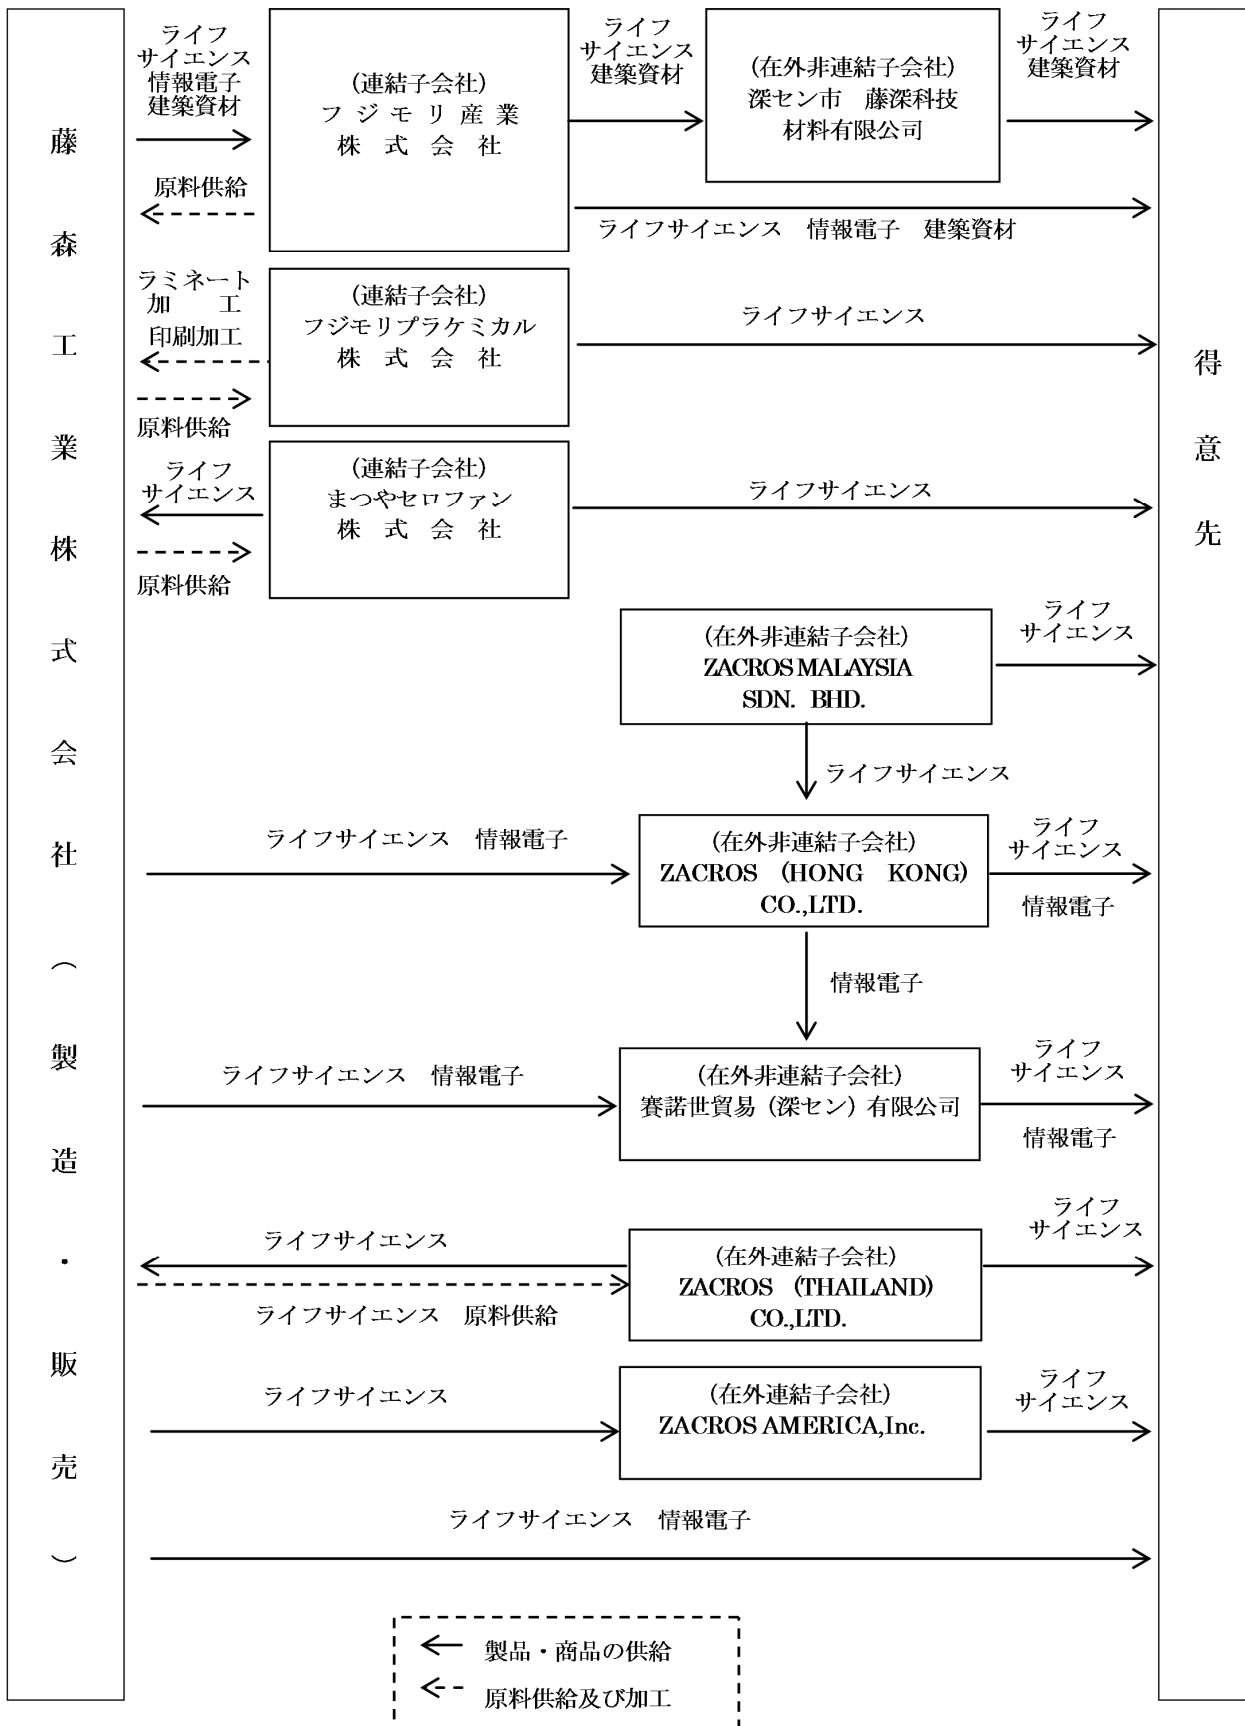 藤森工業株式会社（製造・販売）
ライフ
サイエンス
情報電子
建築資材
原料供給
(連結子会社)
フジモリ産業
株式会社
ライフ
サイエンス
建築資材
(在外非連結子会社)
深セン市　藤深科技
材料有限公司
ライフ
サイエンス
建築資材
ライフサイエンス　情報電子　建築資材
得意先
ラミネート
加　　工
印刷加工
原料供給
(連結子会社)
フジモリプラケミカル
株式会社
ライフサイエンス
ライフ
サイエンス
原料供給
(連結子会社)
まつやセロファン
株式会社
ライフサイエンス
(在外非連結子会社)
ZACROS MALAYSIA
SDN. BHD.
ライフ
サイエンス
ライフサイエンス
ライフサイエンス　情報電子
(在外非連結子会社)
ZACROS (HONG KONG)
CO.,LTD.
ライフ
サイエンス
情報電子
情報電子
ライフサイエンス　情報電子
(在外非連結子会社)
賽諾世貿易（深セン）有限公司
ライフ
サイエンス
情報電子
ライフサイエンス
ライフサイエンス　原料供給
(在外連結子会社)
ZACROS (THAILAND)
CO.,LTD.
ライフ
サイエンス
ライフサイエンス
(在外連結子会社)
ZACROS AMERICA,Inc.
ライフ
サイエンス
ライフサイエンス　情報電子
製品・商品の供給
原料供給及び加工